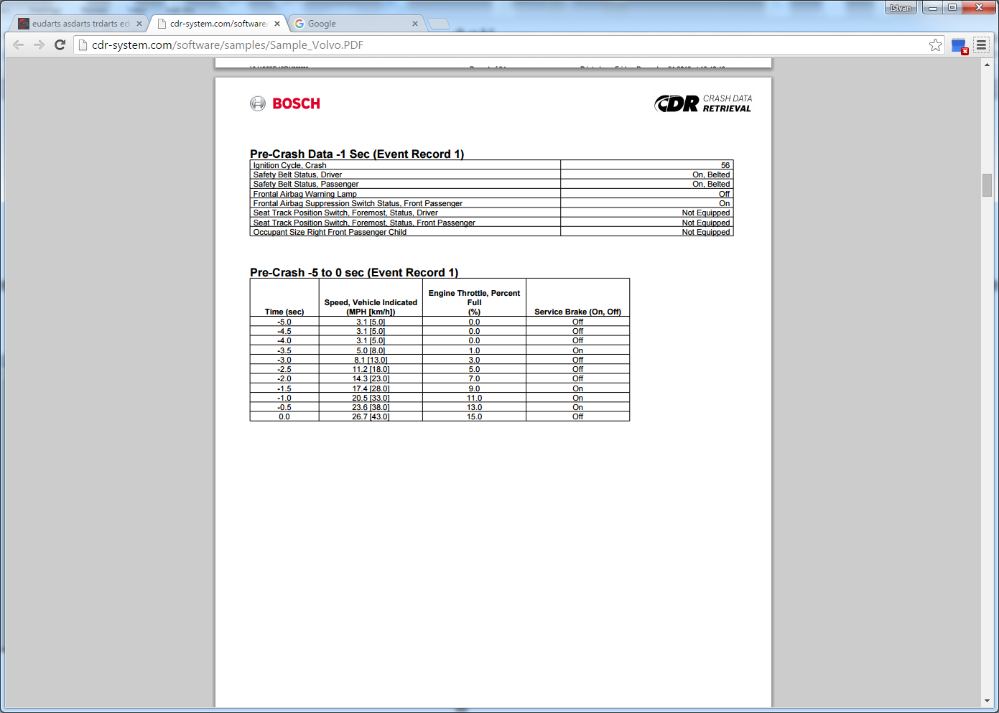 Istvan
eudarts asdarts trdarts ed
cdr-system.com/software/
Google
cdr-system.com/software/samples/Sample_Volvo.PDF
BOSCH
CDR CRASH DATA
RETRIEVAL
Pre-Crash Data -1 Sec (Event Record 1)
Ignition Cycle, Crash 56
Safety Belt Status, Driver On, Belted
Safety Belt Status, Passenger On, Belted
Frontal Airbag Warning Lamp Off
Frontal Airbag Suppression Switch Status, Front Passenger On
Seat Track Position Switch, Foremost, Status, Driver Not Equipped
Seat Track Position Switch, Foremost, Status, Front Passenger Not Equipped
Occupant Size Right Front Passenger Child Not Equipped
Pre-Crash -5 to 0 sec (Event Record 1)
Time (sec) Speed, Vehicle Indicated (MPH [km/h]) Engine Throttle, Percent Full (%) Service Brake (On, Off)
-5.0 3.1 [5.0] 0.0 Off
-4.5 3.1 [5.0] 0.0 Off
-4.0 3.1 [5.0] 0.0 Off
-3.5 5.0 [8.0] 1.0 On
-3.0 8.1 [13.0] 3.0 Off
-2.5 11.2 [18.0] 5.0 Off
-2.0 14.3 [23.0] 7.0 Off
-1.5 17.4 [28.0] 9.0 On
-1.0 20.5 [33.0] 11.0 On
-0.5 23.6 [38.0] 13.0 On
0.0 26.7 [43.0] 15.0 Off